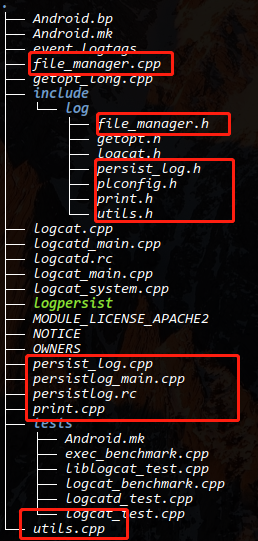 .
Android.bp
Android.mk
event_logtags
file_manager.cpp
getopt_long.cpp
include
log
file_manager.h
getopt.h
logcat.h
persist_log.h
plconfig.h
print.h
utils.h
logcat.cpp
logcatd_main.cpp
logcatd.rc
logcat_main.cpp
logcat_system.cpp
logpersist
MODULE_LICENSE_APACHE2
NOTICE
OWNERS
persist_log.cpp
persistlog_main.cpp
persistlog.rc
print.cpp
tests
Android.mk
exec_benchmark.cpp
liblogcat_test.cpp
logcat_benchmark.cpp
logcatd_test.cpp
logcat_test.cpp
utils.cpp